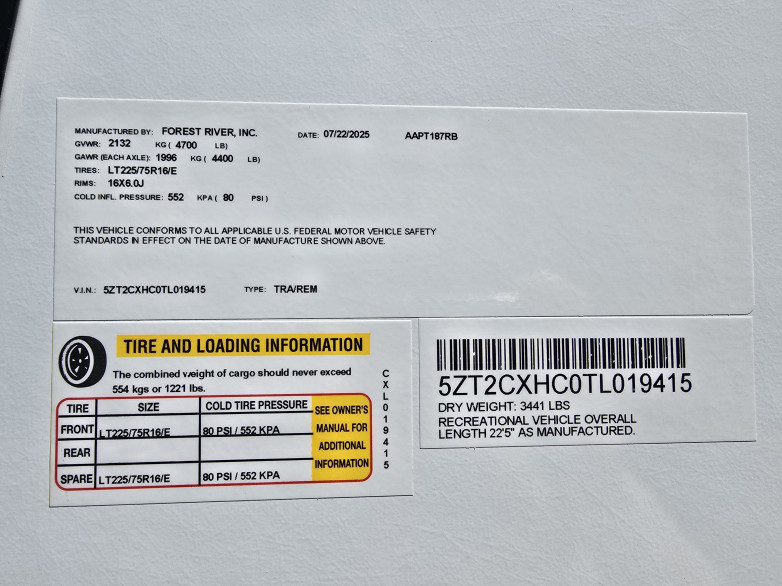 MANUFACTURED BY: FOREST RIVER, INC. DATE: 07/22/2025 AAPT187RB
GVWR: 2132 KG ( 4700 LB)
GAWR (EACH AXLE): 1996 KG ( 4400 LB)
TIRES: LT225/75R16/E
RIMS: 16X6.0J
COLD INFL. PRESSURE: 552 KPA ( 80 PSI )
THIS VEHICLE CONFORMS TO ALL APPLICABLE U.S. FEDERAL MOTOR VEHICLE SAFETY
STANDARDS IN EFFECT ON THE DATE OF MANUFACTURE SHOWN ABOVE.
V.I.N.: 5ZT2CXHC0TL019415 TYPE: TRA/REM
TIRE AND LOADING INFORMATION
The combined weight of cargo should never exceed
554 kgs or 1221 lbs.
TIRE SIZE COLD TIRE PRESSURE SEE OWNER'S
FRONT LT225/75R16/E 80 PSI / 552 KPA MANUAL FOR
REAR ADDITIONAL
INFORMATION
SPARE LT225/75R16/E 80 PSI / 552 KPA
CXL019415
5ZT2CXHC0TL019415
DRY WEIGHT: 3441 LBS
RECREATIONAL VEHICLE OVERALL
LENGTH 22'5" AS MANUFACTURED.